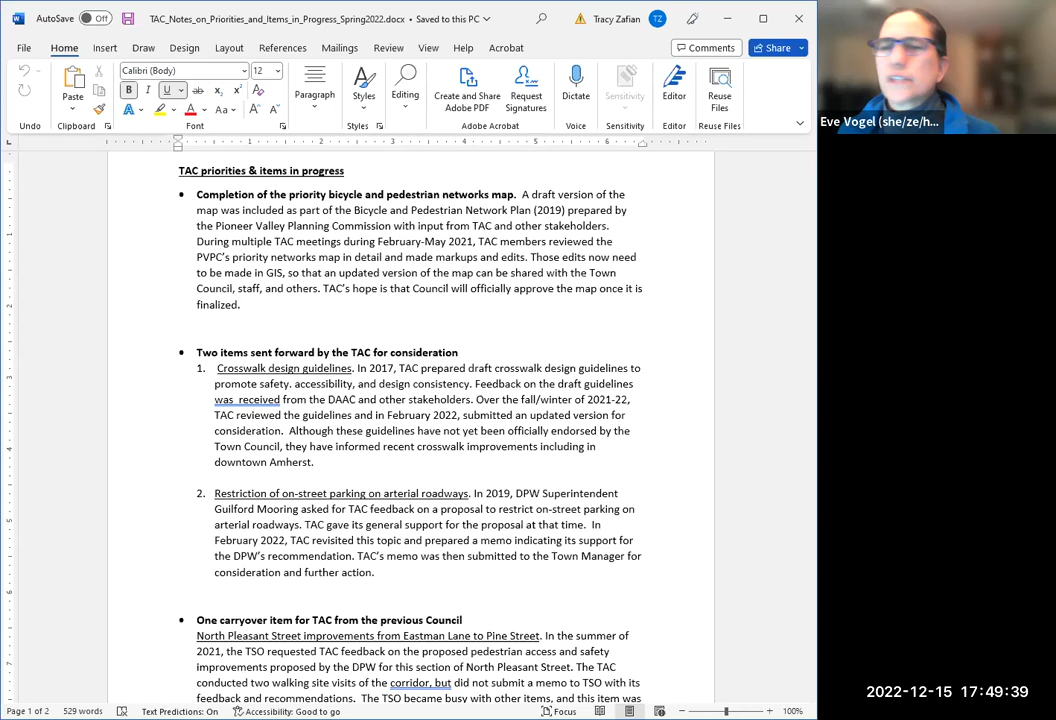 AutoSave Off TAC_Notes_on_Priorities_and_Items_in_Progress_Spring2022.docx • Saved to this PC Tracy Zafian TZ
File Home Insert Draw Design Layout References Mailings Review View Help Acrobat Comments Share
Calibri (Body) 12
B I U ab x₂ x² A
A A Aa A A
Paste Paragraph Styles Editing Create and Share Adobe PDF Request Signatures Dictate Sensitivity Editor Reuse Files
Undo Clipboard Font Styles Adobe Acrobat Voice Sensitivity Editor Reuse Files
Eve Vogel (she/ze/h...
1 2 3 4 5 6
TAC priorities & items in progress
• Completion of the priority bicycle and pedestrian networks map. A draft version of the
map was included as part of the Bicycle and Pedestrian Network Plan (2019) prepared by
the Pioneer Valley Planning Commission with input from TAC and other stakeholders.
During multiple TAC meetings during February-May 2021, TAC members reviewed the
PVPC's priority networks map in detail and made markups and edits. Those edits now need
to be made in GIS, so that an updated version of the map can be shared with the Town
Council, staff, and others. TAC's hope is that Council will officially approve the map once it is
finalized.
• Two items sent forward by the TAC for consideration
1. Crosswalk design guidelines. In 2017, TAC prepared draft crosswalk design guidelines to
promote safety. accessibility, and design consistency. Feedback on the draft guidelines
was received from the DAAC and other stakeholders. Over the fall/winter of 2021-22,
TAC reviewed the guidelines and in February 2022, submitted an updated version for
consideration. Although these guidelines have not yet been officially endorsed by the
Town Council, they have informed recent crosswalk improvements including in
downtown Amherst.
2. Restriction of on-street parking on arterial roadways. In 2019, DPW Superintendent
Guilford Mooring asked for TAC feedback on a proposal to restrict on-street parking on
arterial roadways. TAC gave its general support for the proposal at that time. In
February 2022, TAC revisited this topic and prepared a memo indicating its support for
the DPW's recommendation. TAC's memo was then submitted to the Town Manager for
consideration and further action.
• One carryover item for TAC from the previous Council
North Pleasant Street improvements from Eastman Lane to Pine Street. In the summer of
2021, the TSO requested TAC feedback on the proposed pedestrian access and safety
improvements proposed by the DPW for this section of North Pleasant Street. The TAC
conducted two walking site visits of the corridor, but did not submit a memo to TSO with its
feedback and recommendations. The TSO became busy with other items, and this item was
2022-12-15 17:49:39
Page 1 of 2 529 words Text Predictions: On Accessibility: Good to go Focus 100%